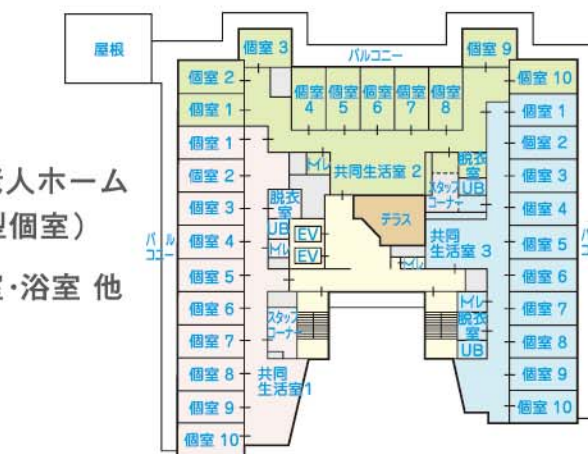 屋根
バルコニー
個室 3
個室 9
個室 2
個室 1
個室 4
個室 5
個室 6
個室 7
個室 8
個室 10
トイレ
共同生活室 2
脱衣室
UB
スタッフコーナー
テラス
人ホーム
型個室）
・浴室 他
バルコニー
個室 1
個室 2
個室 3
個室 4
個室 5
個室 6
個室 7
個室 8
個室 9
個室 10
脱衣室
UB
トイレ
EV
EV
スタッフコーナー
共同生活室1
トイレ
共同生活室 3
トイレ
脱衣室
UB
個室 1
個室 2
個室 3
個室 4
個室 5
個室 6
個室 7
個室 8
個室 9
個室 10